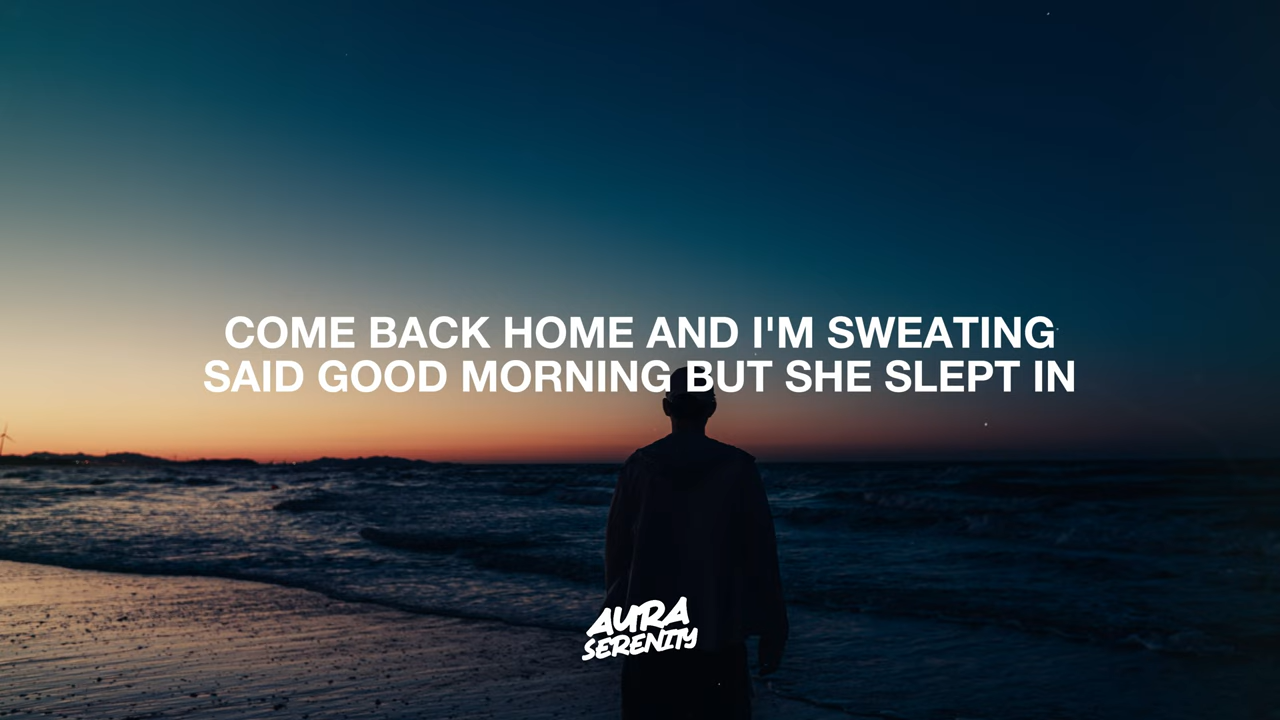 COME BACK HOME AND I'M SWEATING
SAID GOOD MORNING BUT SHE SLEPT IN
AURA
SERENITY